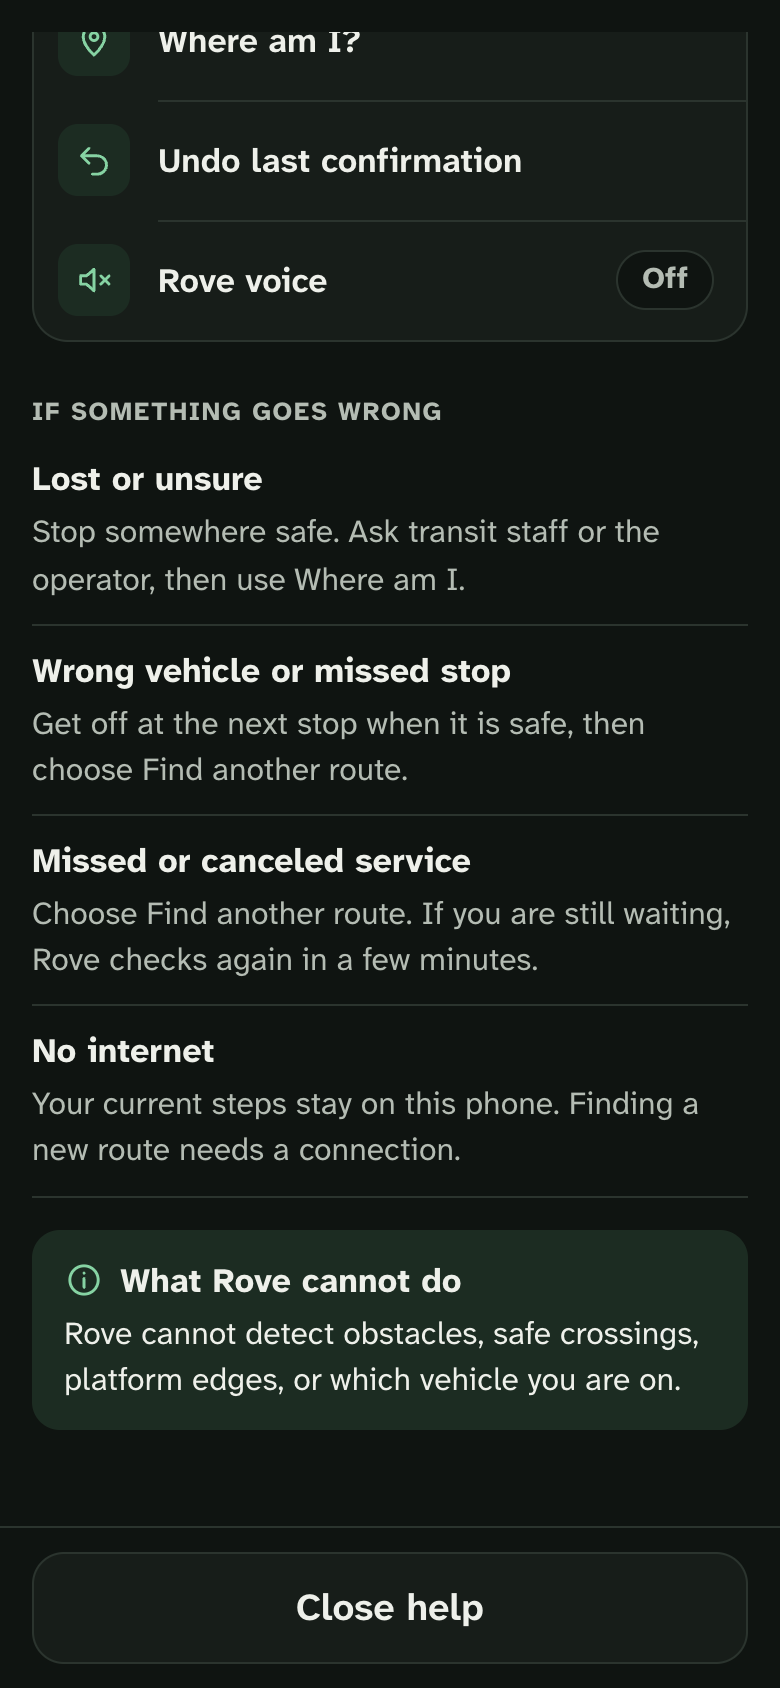 Where am I?
Undo last confirmation
Rove voice
Off
IF SOMETHING GOES WRONG
Lost or unsure
Stop somewhere safe. Ask transit staff or the
operator, then use Where am I.
Wrong vehicle or missed stop
Get off at the next stop when it is safe, then
choose Find another route.
Missed or canceled service
Choose Find another route. If you are still waiting,
Rove checks again in a few minutes.
No internet
Your current steps stay on this phone. Finding a
new route needs a connection.
What Rove cannot do
Rove cannot detect obstacles, safe crossings,
platform edges, or which vehicle you are on.
Close help